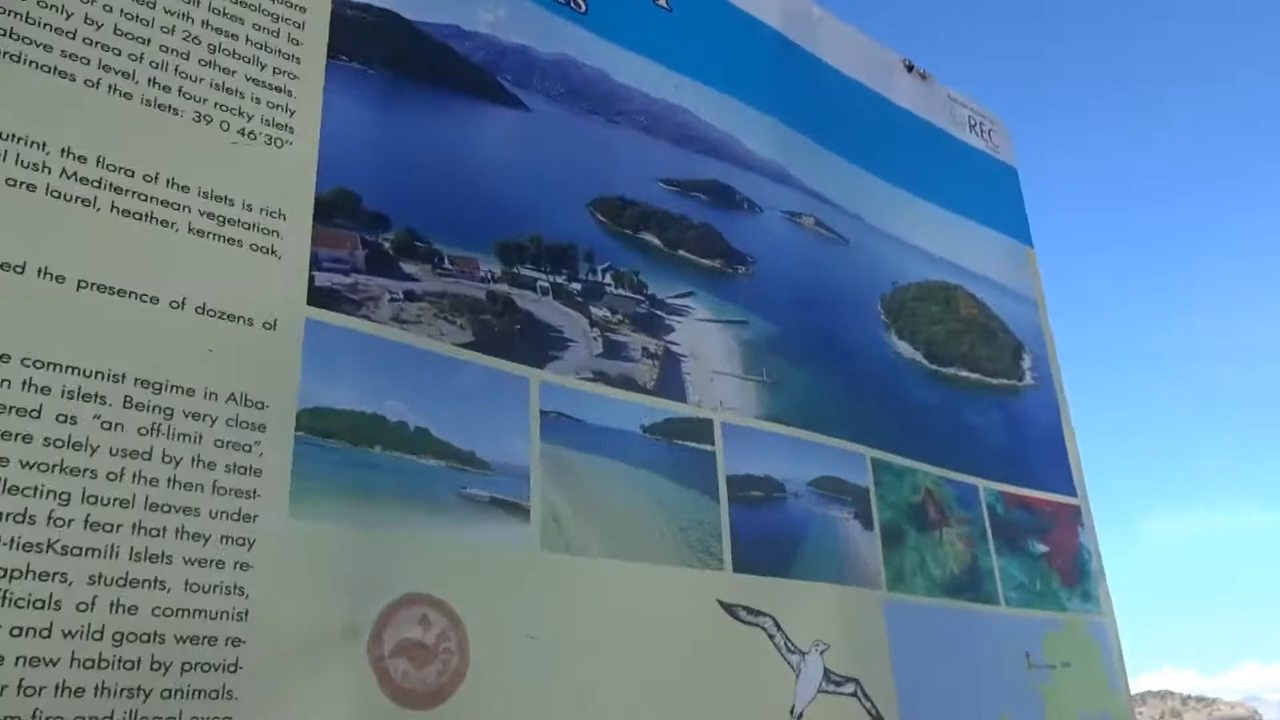 eological
lakes and la-
ed with these habitats
or a total of 26 globally pro-
only by boat and other vessels.
ombined area of all four islets is only
above sea level, the four rocky islets
rdinates of the islets: 39 0 46'30"
utrint, the flora of the islets is rich
l lush Mediterranean vegetation.
are laurel, heather, kermes oak,
ed the presence of dozens of
e communist regime in Alba-
n the islets. Being very close
ered as "an off-limit area",
ere solely used by the state
e workers of the then forest-
llecting laurel leaves under
ards for fear that they may
-tiesKsamili Islets were re-
aphers, students, tourists,
fficials of the communist
and wild goats were re-
e new habitat by provid-
r for the thirsty animals.
REC